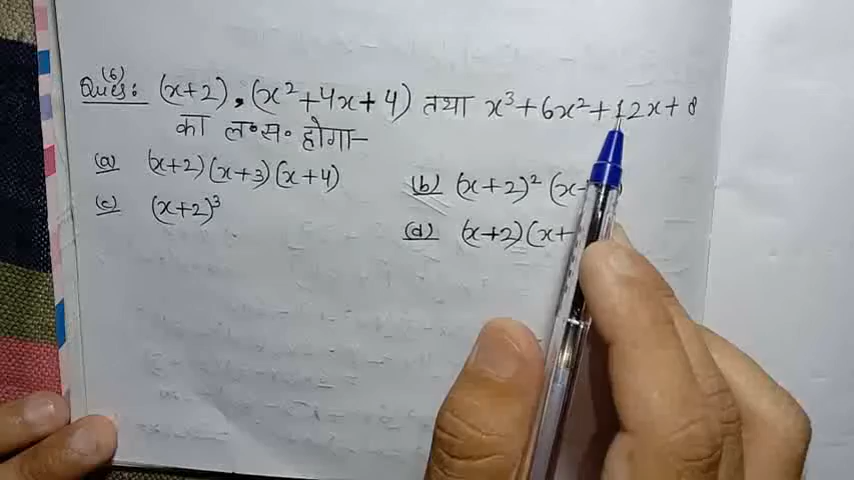 (6)
Ques: (x+2), (x²+4x+4) तथा x³+6x²+12x+8
का ल॰स॰ होगा-
(a) (x+2)(x+3)(x+4)
(b) (x+2)² (x
(c) (x+2)³
(d) (x+2)(x+